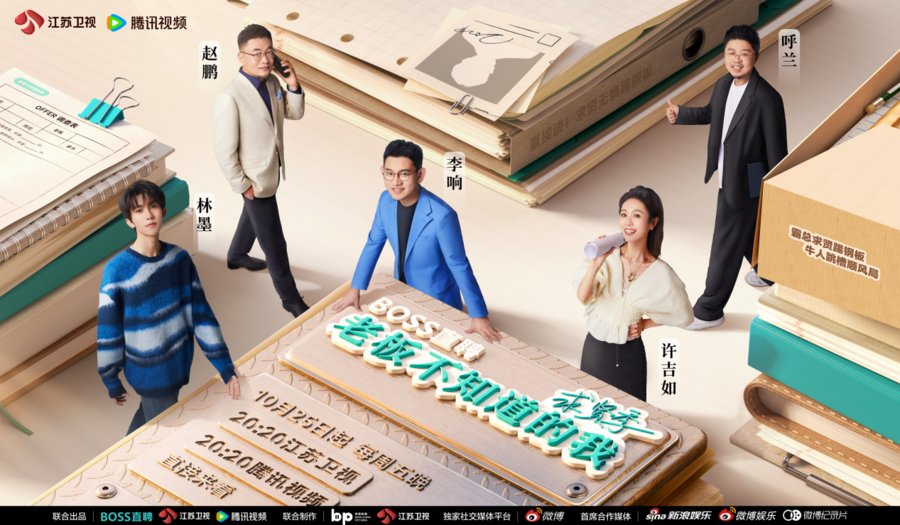 江苏卫视 腾讯视频
赵鹏
呼兰
李响
林墨
许吉如
OFFER 调查表
霸总求贤踢钢板
牛人跳槽顺风局
BOSS直聘
老板不知道的我
求贤季
10月25日起 每周五晚
20:20江苏卫视
20:20腾讯视频
直接来看
联合出品 BOSS直聘 江苏卫视 腾讯视频 联合制作 bp 江苏卫视 独家社交媒体平台 微博 首席合作媒体 sina新浪娱乐 微博娱乐 微博纪录片